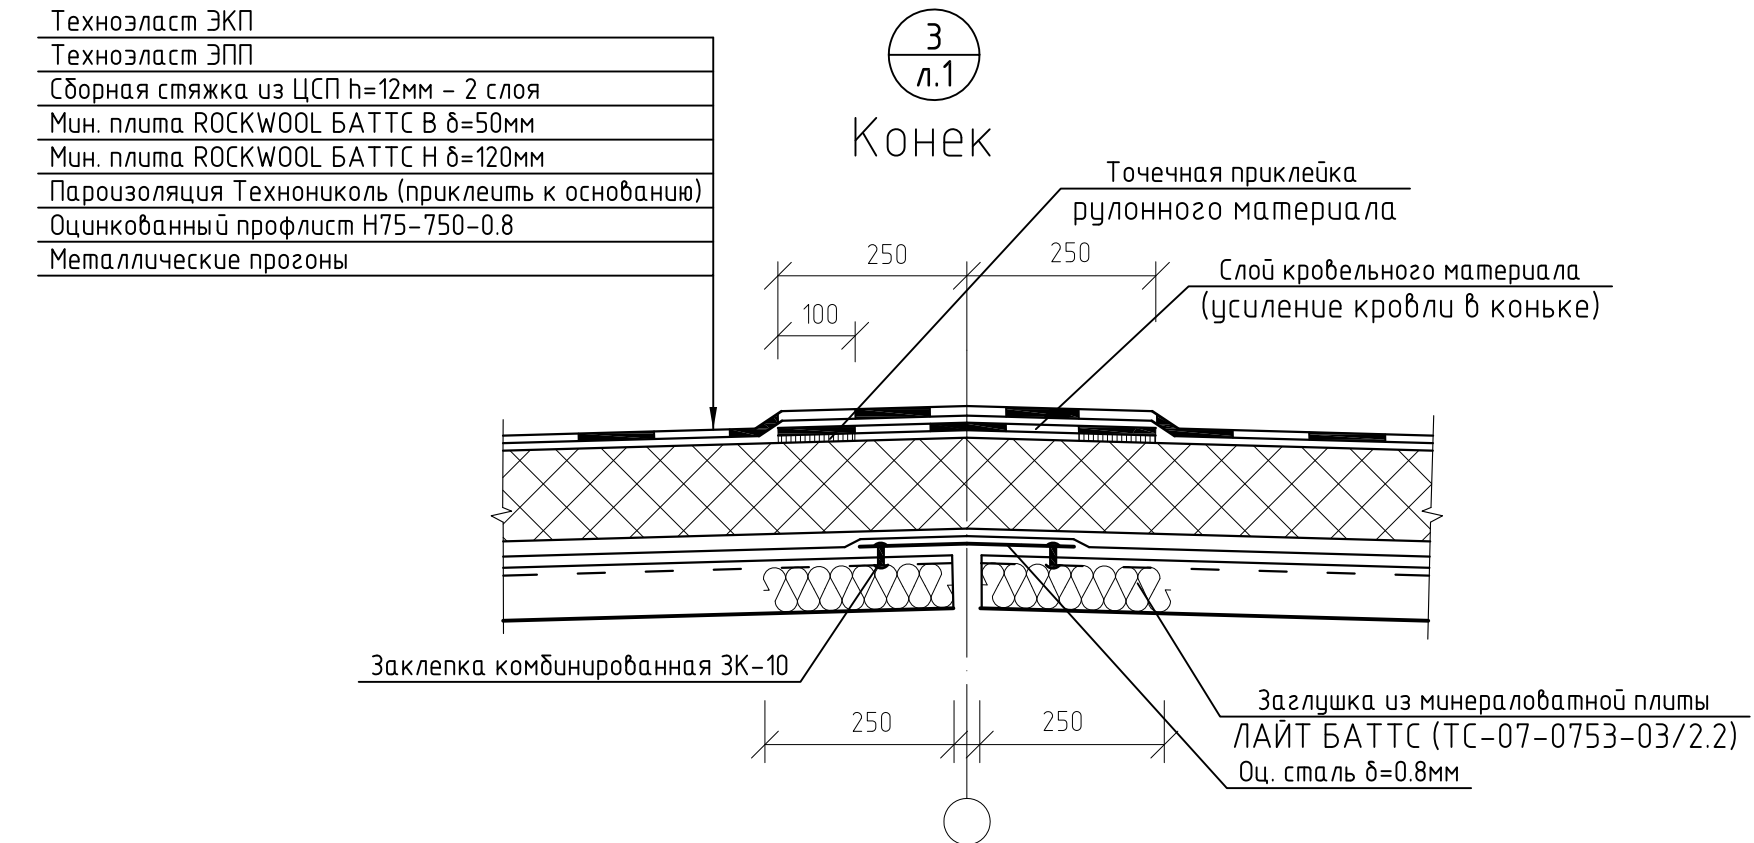 Техноэласт ЭКП
Техноэласт ЭПП
Сборная стяжка из ЦСП h=12мм – 2 слоя
Мин. плита ROCKWOOL БАТТС В δ=50мм
Мин. плита ROCKWOOL БАТТС Н δ=120мм
Пароизоляция Технониколь (приклеить к основанию)
Оцинкованный профлист Н75-750-0.8
Металлические прогоны
3
л.1
Конек
Точечная приклейка
рулонного материала
250
250
Слой кровельного материала
(усиление кровли в коньке)
100
Заклепка комбинированная ЗК-10
250
250
Заглушка из минераловатной плиты
ЛАЙТ БАТТС (ТС-07-0753-03/2.2)
Оц. сталь δ=0.8мм